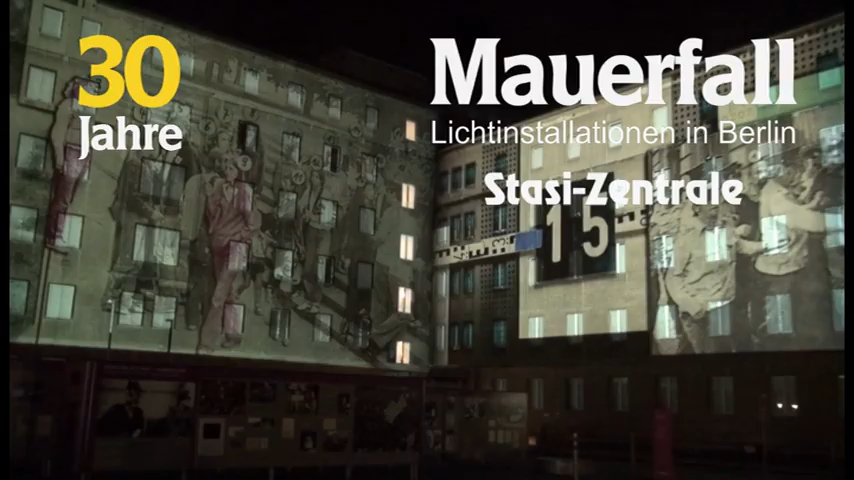 30
Jahre
Mauerfall
Lichtinstallationen in Berlin
Stasi-Zentrale
15